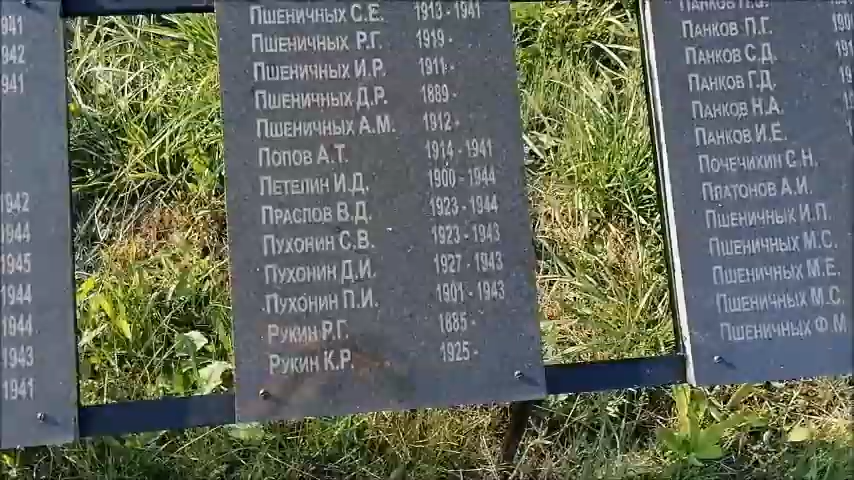 1941
1942
1941
1942
1944
1945
1944
1944
1943
1941
Пшеничных С.Е. 1913 - 1941
Пшеничных Р.Г. 1919 -
Пшеничных И.Р. 1911 -
Пшеничных Д.Р. 1889 -
Пшеничных А.М. 1912 -
Попов А.Т. 1914 - 1941
Петелин И.Д. 1900 - 1944
Праслов В.Д. 1923 - 1944
Пухонин С.В. 1923 - 1943
Пухонин Д.И. 1927 - 1943
Пухонин П.И. 1901 - 1943
Рукин Р.Г. 1885 -
Рукин К.Р. 1925 -
Панков
Панков П.Г.
Панков С.Д.
Панков Г.Д.
Панков Н.А.
Панков И.Е.
Почечихин С.Н.
Платонов А.И.
Пшеничных И.П.
Пшеничных М.С.
Пшеничных М.Е.
Пшеничных М.С.
Пшеничных Ф.М.